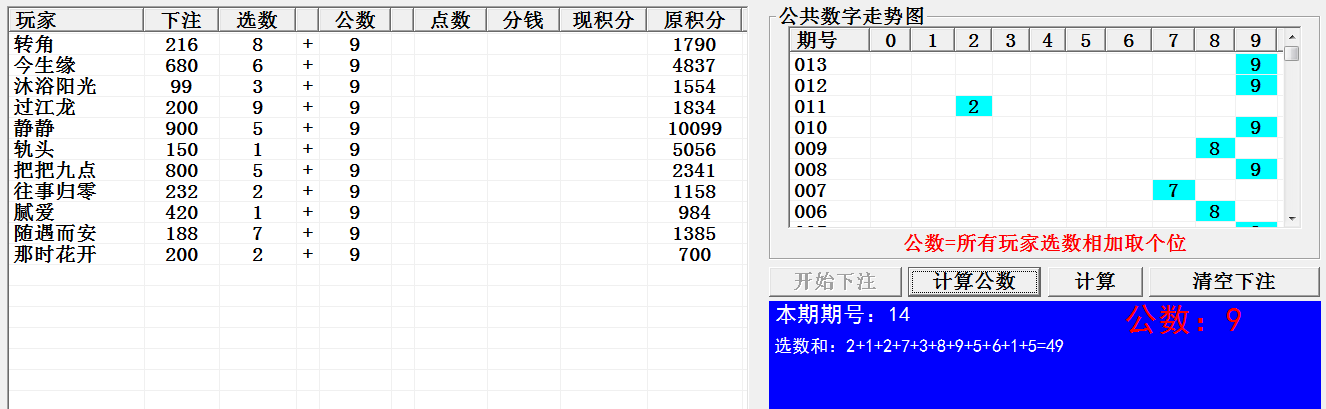 玩家 下注 选数 公数 点数 分钱 现积分 原积分
转角 216 8 + 9 1790
今生缘 680 6 + 9 4837
沐浴阳光 99 3 + 9 1554
过江龙 200 9 + 9 1834
静静 900 5 + 9 10099
轨头 150 1 + 9 5056
把把九点 800 5 + 9 2341
往事归零 232 2 + 9 1158
腻爱 420 1 + 9 984
随遇而安 188 7 + 9 1385
那时花开 200 2 + 9 700
公共数字走势图
期号 0 1 2 3 4 5 6 7 8 9
013 9
012 9
011 2
010 9
009 8
008 9
007 7
006 8
公数=所有玩家选数相加取个位
开始下注 计算公数 计算 清空下注
本期期号：14 公数：9
选数和：2+1+2+7+3+8+9+5+6+1+5=49